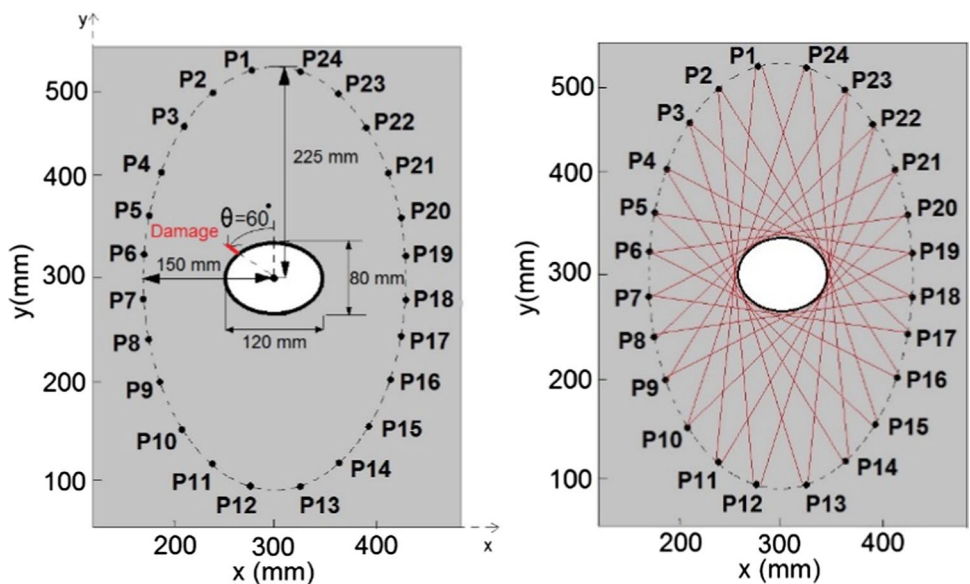 y
P1
P24
P2
P23
500
P3
P22
P4
P21
400
225 mm
P5
P20
θ=60°
Damage
P6
P19
150 mm
y(mm)
300
80 mm
P7
P18
P8
P17
120 mm
P9
P16
200
P10
P15
P11
P14
100
P12
P13
200
300
400
x
x (mm)
P1
P24
P2
P23
500
P3
P22
P4
P21
400
P5
P20
P6
P19
y(mm)
300
P7
P18
P8
P17
P9
P16
200
P10
P15
P11
P14
100
P12
P13
200
300
400
x (mm)